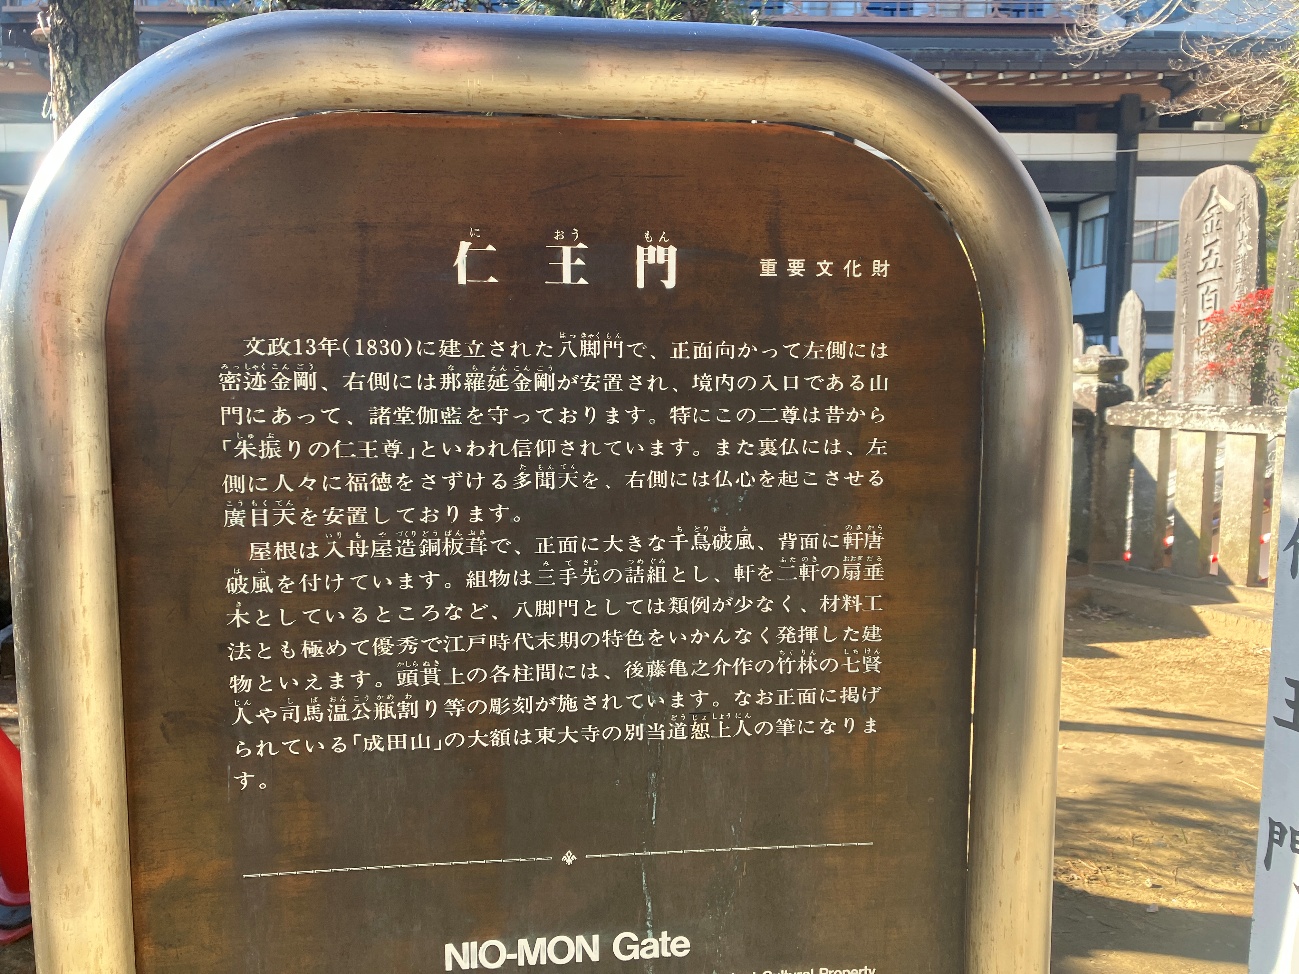 仁王門 重要文化財
文政13年(1830)に建立された八脚門で、正面向かって左側には
密迹金剛、右側には那羅延金剛が安置され、境内の入口である山
門にあって、諸堂伽藍を守っております。特にこの二尊は昔から
「朱振りの仁王尊」といわれ信仰されています。また裏仏には、左
側に人々に福徳をさずける多聞天を、右側には仏心を起こさせる
廣目天を安置しております。
屋根は入母屋造銅板葺で、正面に大きな千鳥破風、背面に軒唐
破風を付けています。組物は三手先の詰組とし、軒を二軒の扇垂
木としているところなど、八脚門としては類例が少なく、材料工
法とも極めて優秀で江戸時代末期の特色をいかんなく発揮した建
物といえます。頭貫上の各柱間には、後藤亀之介作の竹林の七賢
人や司馬温公瓶割り等の彫刻が施されています。なお正面に掲げ
られている「成田山」の大額は東大寺の別当道恕上人の筆になりま
す。
NIO-MON Gate
Cultural Property
金五百
王
門